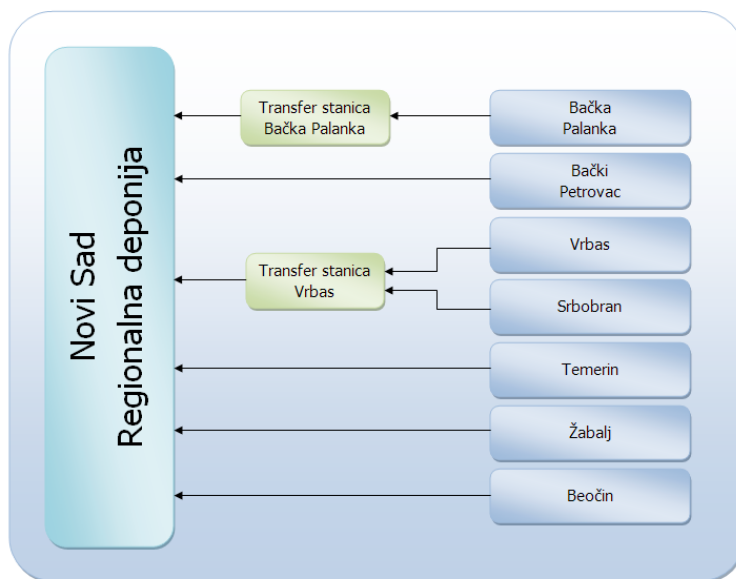 Novi Sad
Regionalna deponija
Transfer stanica
Bačka Palanka
Bačka
Palanka
Bački
Petrovac
Transfer stanica
Vrbas
Vrbas
Srbobran
Temerin
Žabalj
Beočin